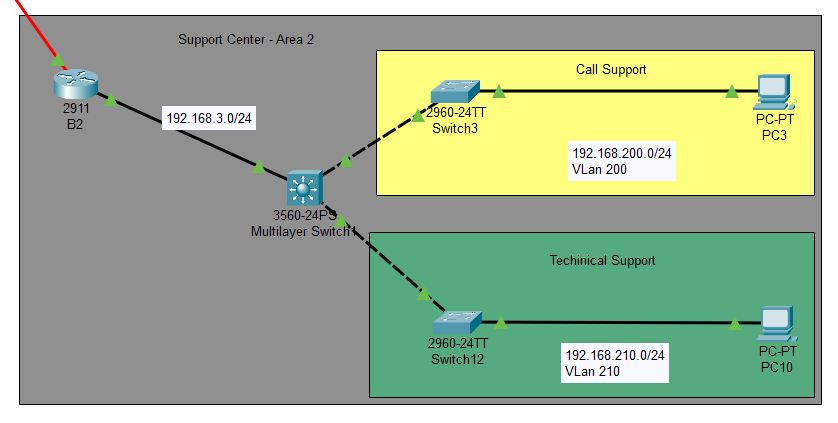 Support Center - Area 2
2911
B2
192.168.3.0/24
3560-24PS
Multilayer Switch1
Call Support
2960-24TT
Switch3
PC-PT
PC3
192.168.200.0/24
VLan 200
Techinical Support
2960-24TT
Switch12
PC-PT
PC10
192.168.210.0/24
VLan 210